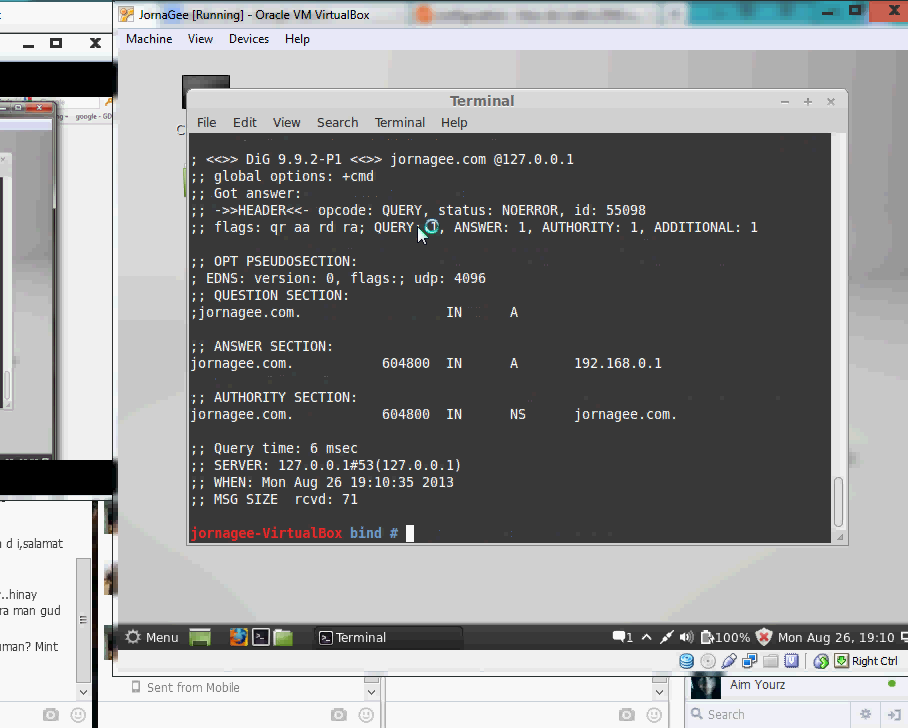 JornaGee [Running] - Oracle VM VirtualBox
Machine View Devices Help
google - GD
Terminal
File Edit View Search Terminal Help
; <<>> DiG 9.9.2-P1 <<>> jornagee.com @127.0.0.1
;; global options: +cmd
;; Got answer:
;; ->>HEADER<<- opcode: QUERY, status: NOERROR, id: 55098
;; flags: qr aa rd ra; QUERY: 1, ANSWER: 1, AUTHORITY: 1, ADDITIONAL: 1
;; OPT PSEUDOSECTION:
; EDNS: version: 0, flags:; udp: 4096
;; QUESTION SECTION:
;jornagee.com. IN A
;; ANSWER SECTION:
jornagee.com. 604800 IN A 192.168.0.1
;; AUTHORITY SECTION:
jornagee.com. 604800 IN NS jornagee.com.
;; Query time: 6 msec
;; SERVER: 127.0.0.1#53(127.0.0.1)
;; WHEN: Mon Aug 26 19:10:35 2013
;; MSG SIZE rcvd: 71
jornagee-VirtualBox bind #
d i,salamat
..hinay
ra man gud
uman? Mint
Menu Terminal 1 100% Mon Aug 26, 19:10
Right Ctrl
Sent from Mobile
Aim Yourz
Search